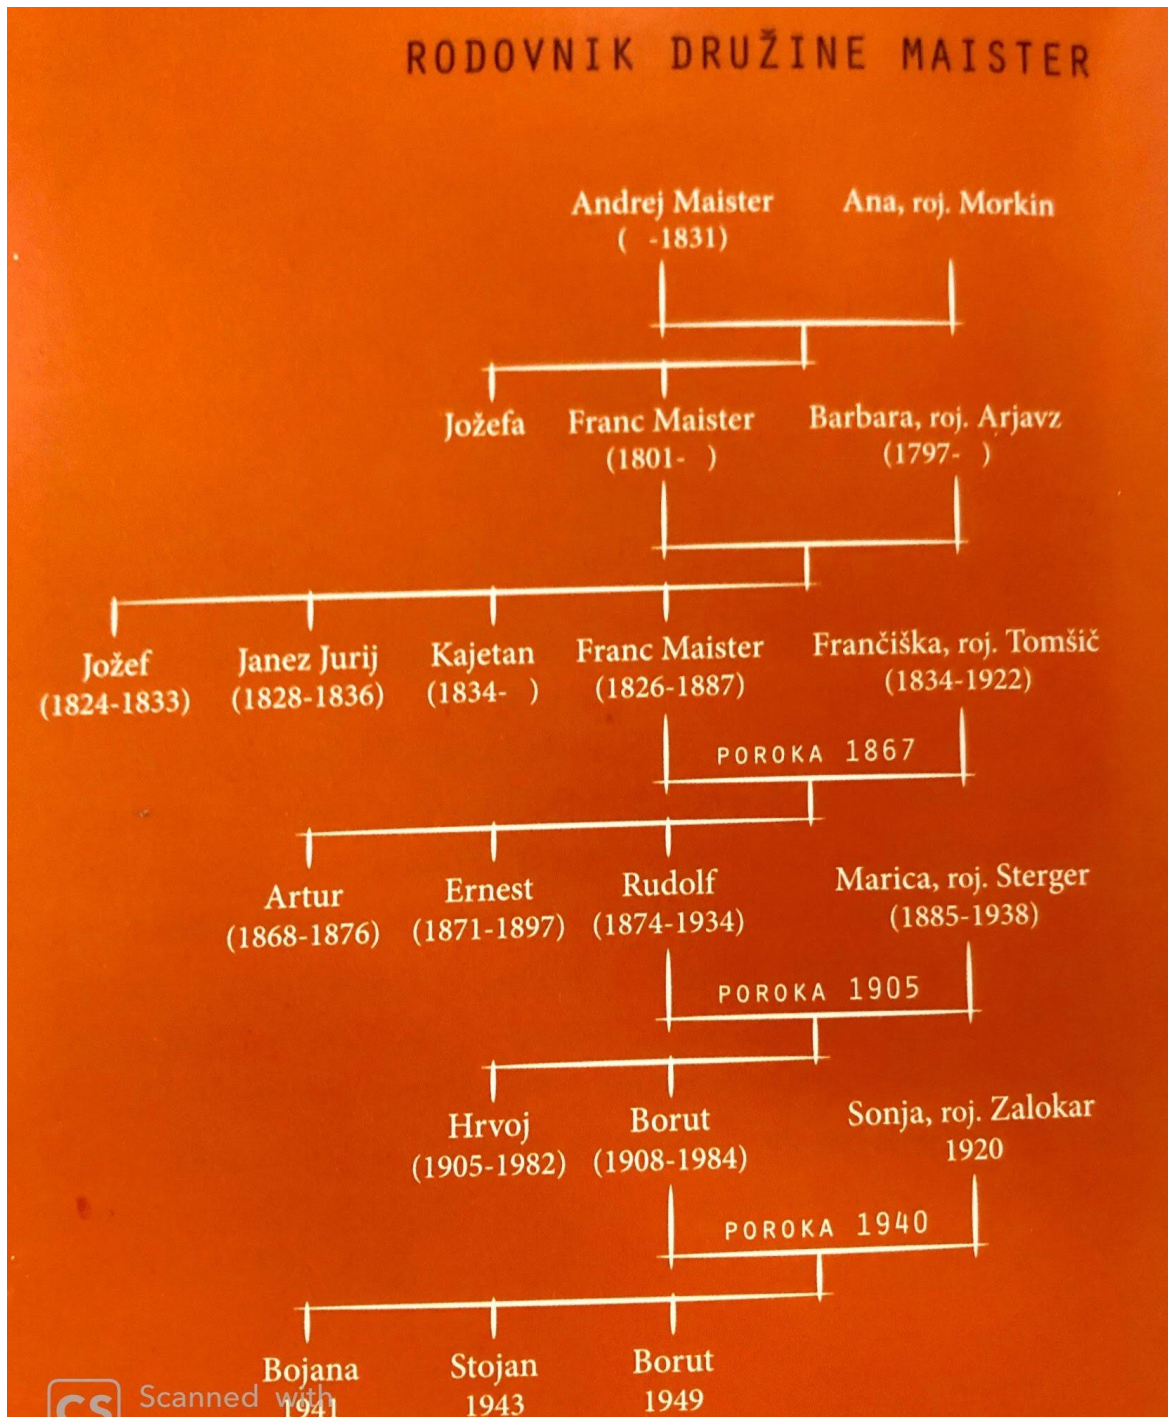 RODOVNIK DRUŽINE MAISTER
Andrej Maister
( -1831)
Ana, roj. Morkin
Jožefa
Franc Maister
(1801- )
Barbara, roj. Arjavz
(1797- )
Jožef
(1824-1833)
Janez Jurij
(1828-1836)
Kajetan
(1834- )
Franc Maister
(1826-1887)
Frančiška, roj. Tomšič
(1834-1922)
POROKA 1867
Artur
(1868-1876)
Ernest
(1871-1897)
Rudolf
(1874-1934)
Marica, roj. Sterger
(1885-1938)
POROKA 1905
Hrvoj
(1905-1982)
Borut
(1908-1984)
Sonja, roj. Zalokar
1920
POROKA 1940
Bojana
1941
Stojan
1943
Borut
1949
CS Scanned with